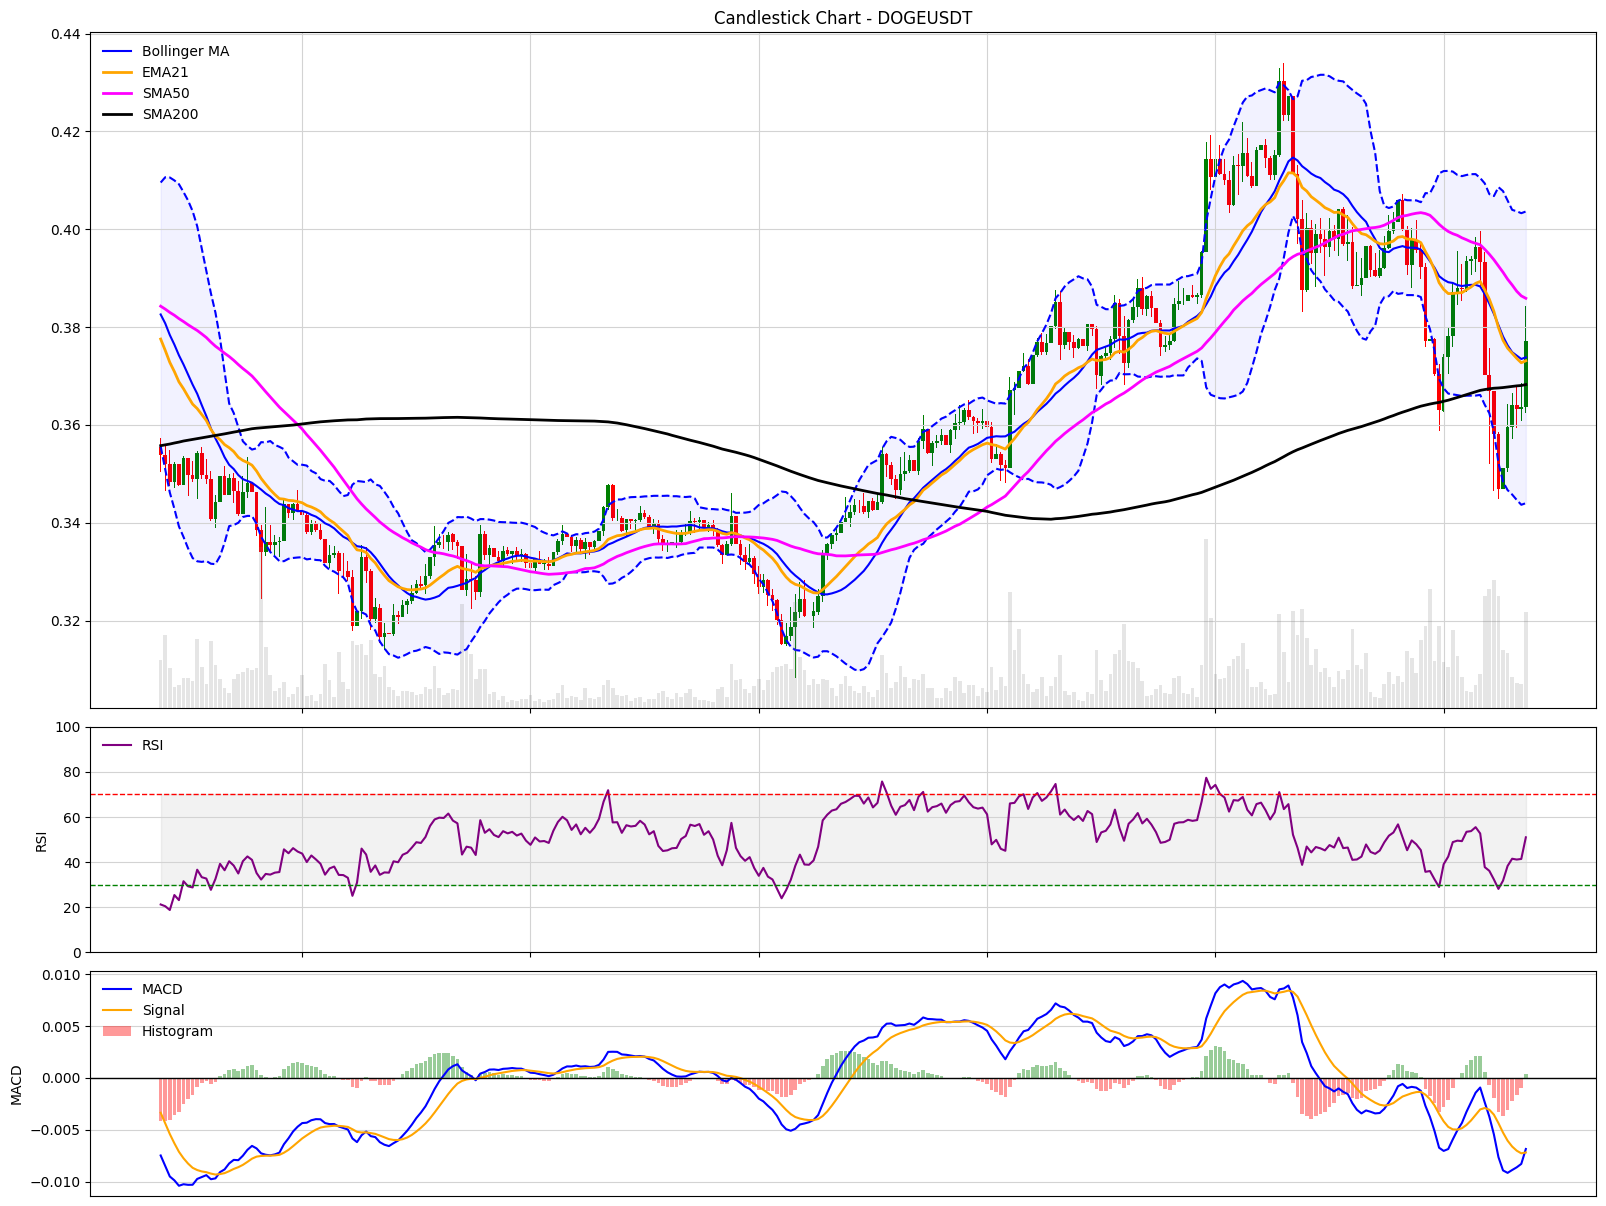 Candlestick Chart - DOGEUSDT
0.44
0.42
0.40
0.38
0.36
0.34
0.32
Bollinger MA
EMA21
SMA50
SMA200
100
80
60
40
20
0
RSI
RSI
0.010
0.005
0.000
−0.005
−0.010
MACD
MACD
Signal
Histogram